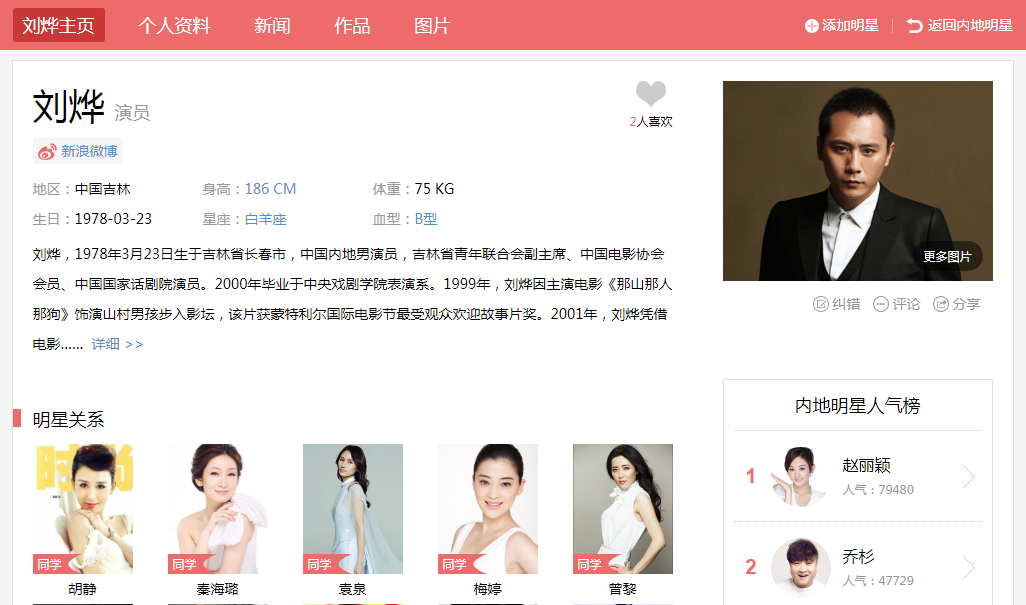 刘烨主页 个人资料 新闻 作品 图片 添加明星 返回内地明星
刘烨 演员
2人喜欢
新浪微博
地区：中国吉林 身高：186 CM 体重：75 KG
生日：1978-03-23 星座：白羊座 血型：B型
刘烨，1978年3月23日生于吉林省长春市，中国内地男演员，吉林省青年联合会副主席、中国电影协会
会员、中国国家话剧院演员。2000年毕业于中央戏剧学院表演系。1999年，刘烨因主演电影《那山那人
那狗》饰演山村男孩步入影坛，该片获蒙特利尔国际电影节最受观众欢迎故事片奖。2001年，刘烨凭借
电影...... 详细 >>
更多图片
纠错 评论 分享
明星关系
时尚
同学 同学 同学 同学 同学
胡静 秦海璐 袁泉 梅婷 曾黎
内地明星人气榜
1 赵丽颖
人气：79480
2 乔杉
人气：47729